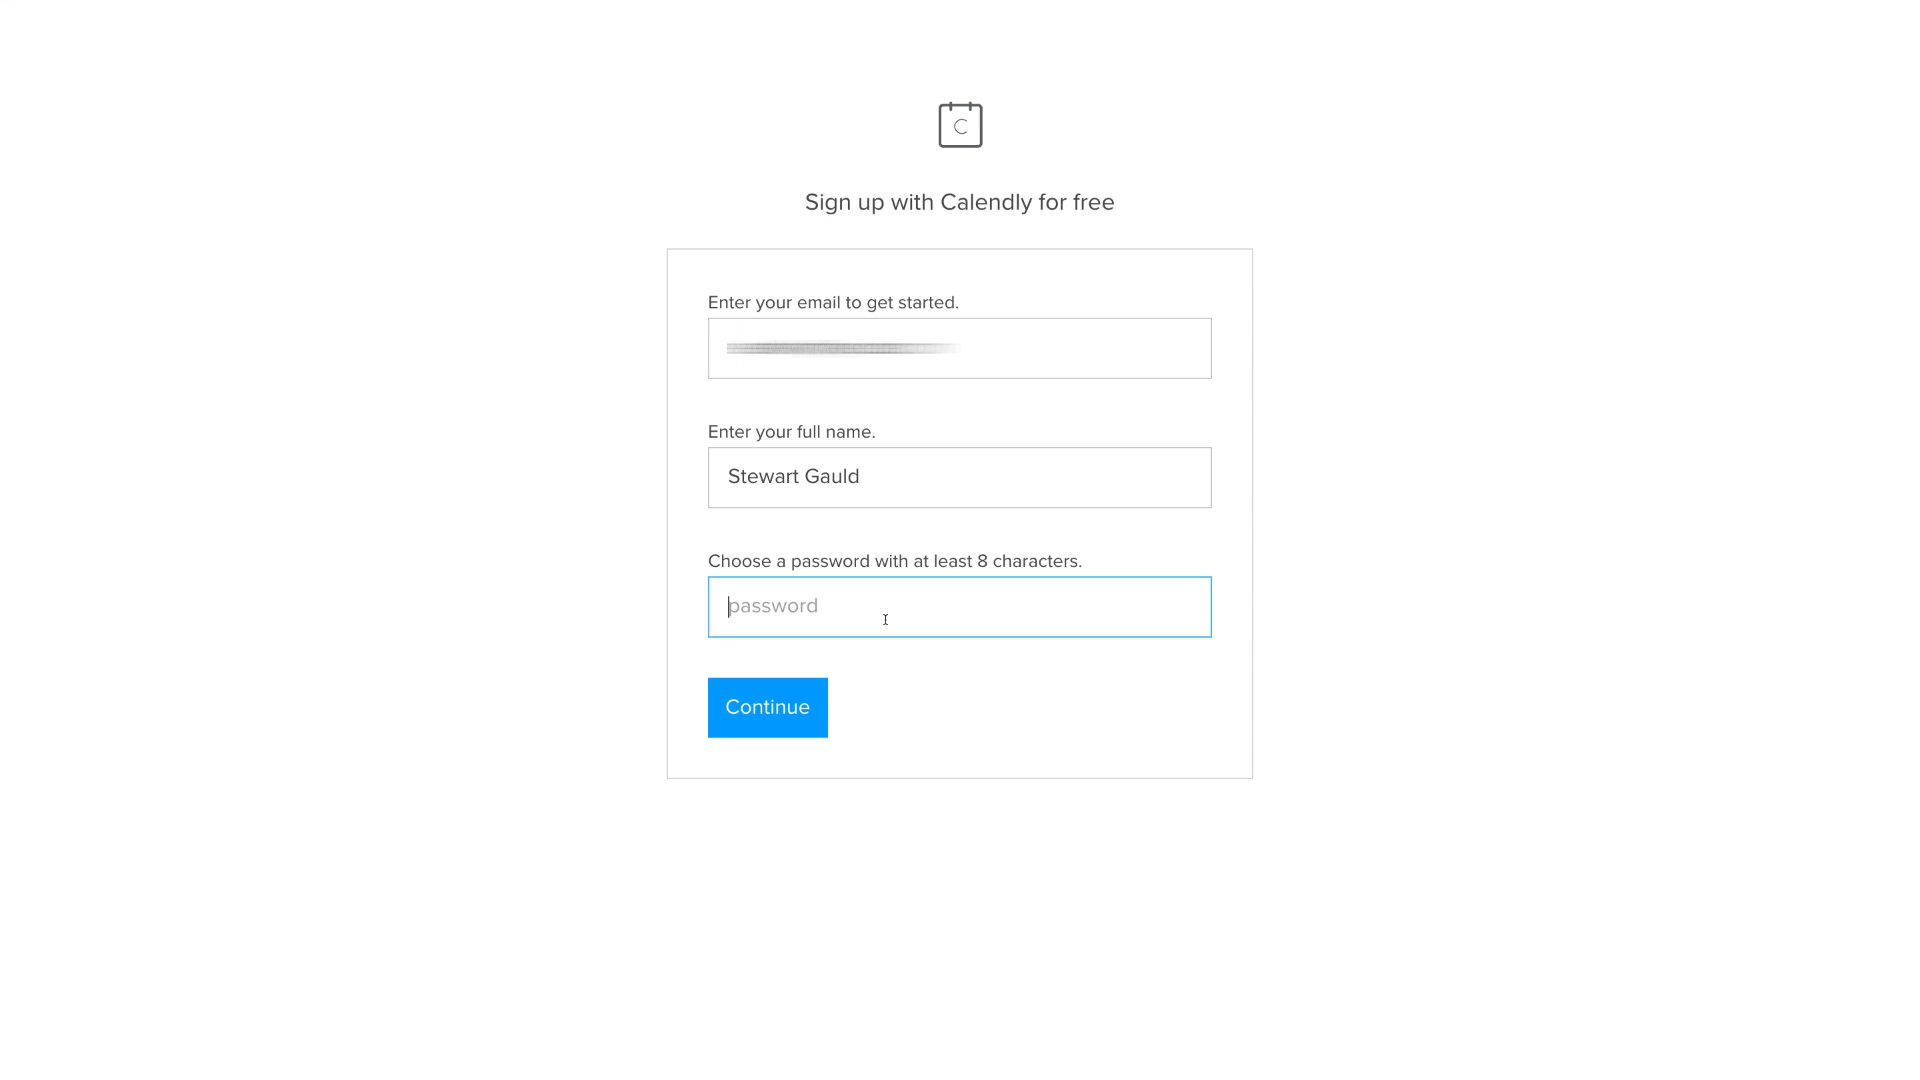 C
Sign up with Calendly for free
Enter your email to get started.
Enter your full name.
Stewart Gauld
Choose a password with at least 8 characters.
password
Continue